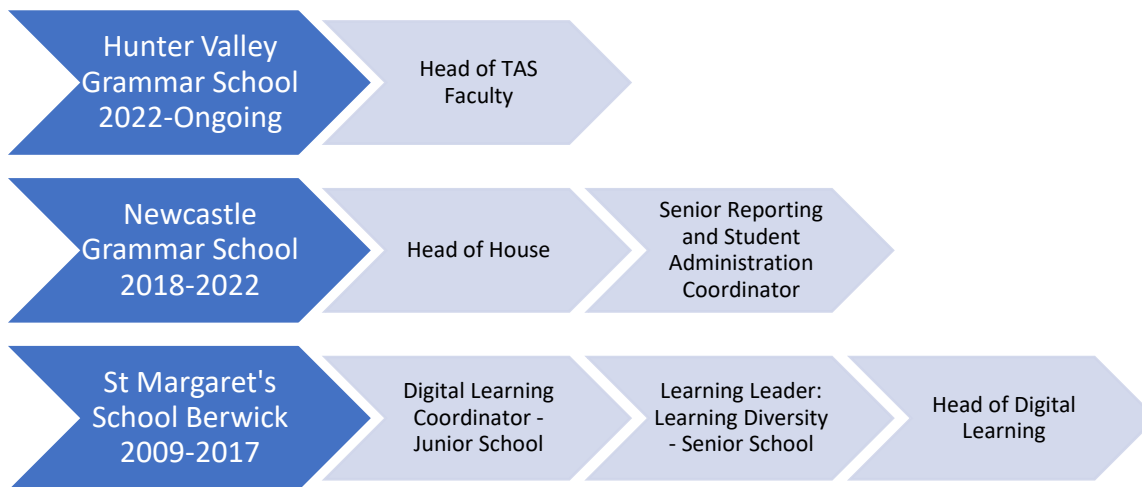 Hunter Valley
Grammar School
2022-Ongoing
Head of TAS
Faculty
Newcastle
Grammar School
2018-2022
Head of House
Senior Reporting
and Student
Administration
Coordinator
St Margaret's
School Berwick
2009-2017
Digital Learning
Coordinator -
Junior School
Learning Leader:
Learning Diversity
- Senior School
Head of Digital
Learning